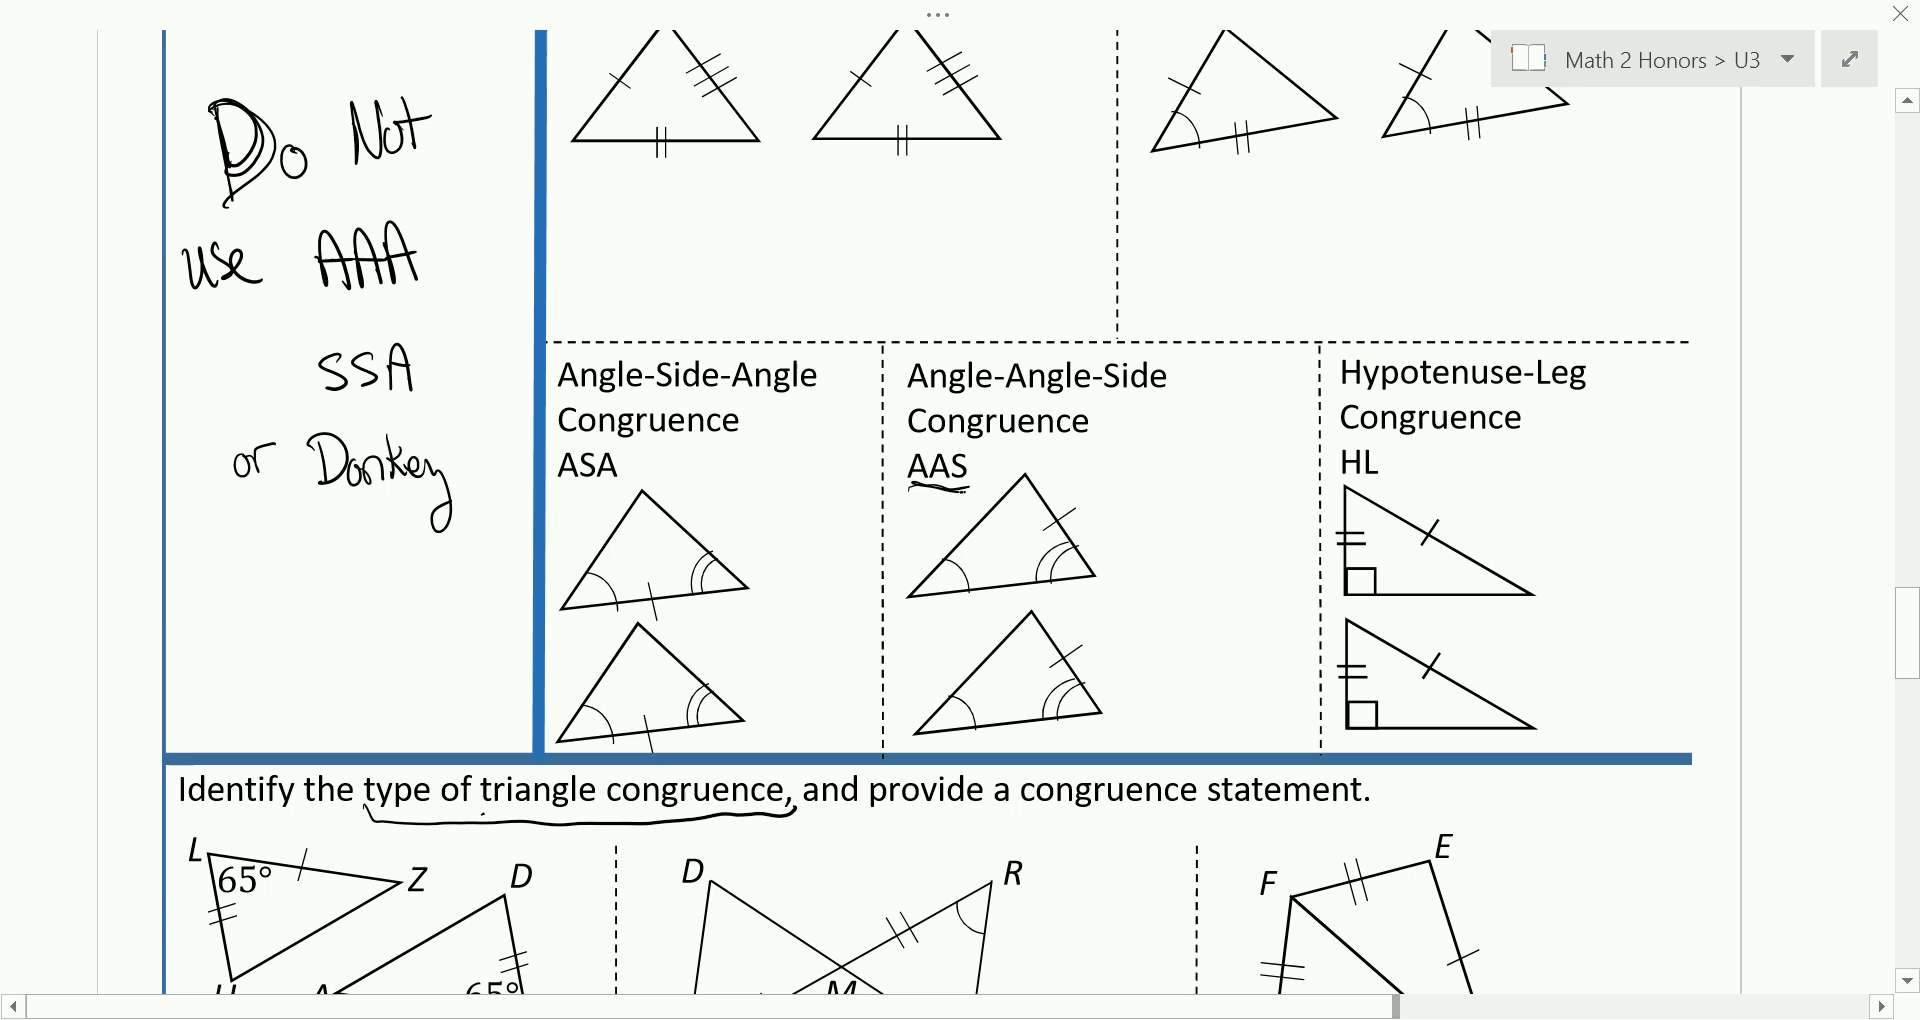 Math 2 Honors > U3
Do Not
use AAA
SSA
or Donkey
Angle-Side-Angle
Congruence
ASA
Angle-Angle-Side
Congruence
AAS
Hypotenuse-Leg
Congruence
HL
Identify the type of triangle congruence, and provide a congruence statement.
L
65°
Z
D
65°
D
R
M
F
E